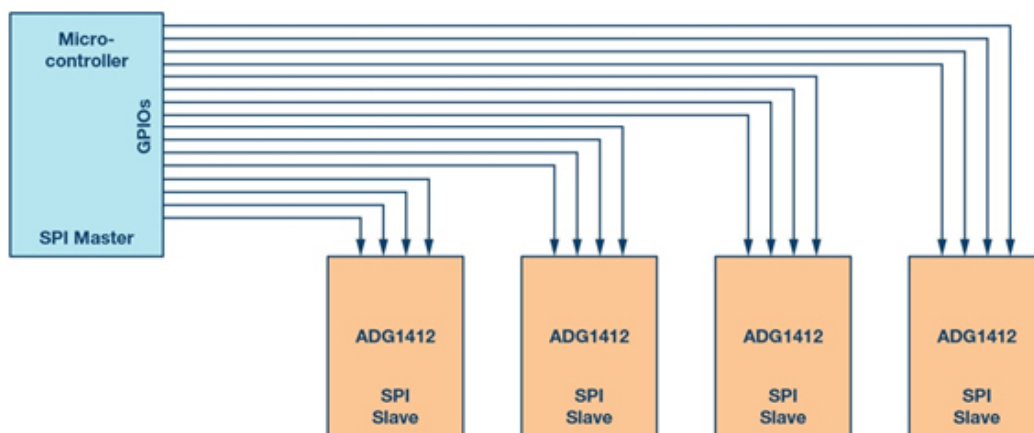 Micro-
controller
GPIOs
SPI Master
ADG1412
SPI
Slave
ADG1412
SPI
Slave
ADG1412
SPI
Slave
ADG1412
SPI
Slave